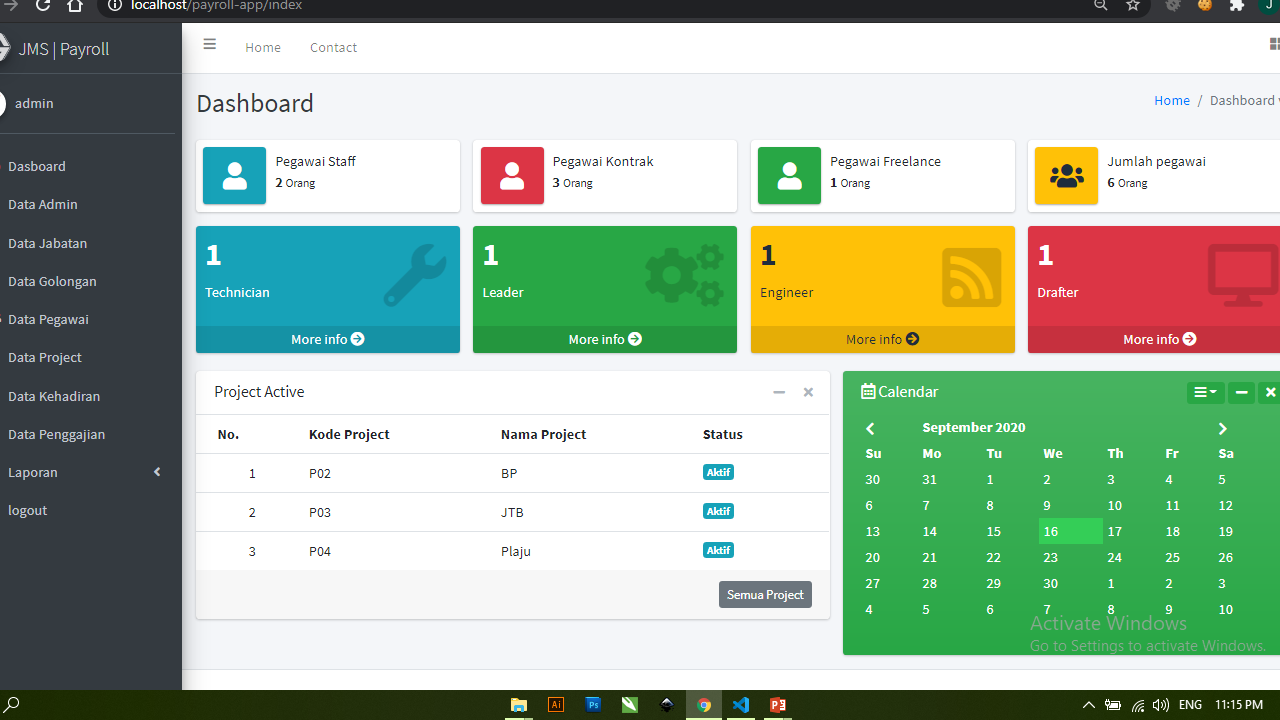 localhost/payroll-app/index
J
JMS | Payroll
Home
Contact
admin
Dashboard
Home / Dashboard
Dasboard
Data Admin
Data Jabatan
Data Golongan
Data Pegawai
Data Project
Data Kehadiran
Data Penggajian
Laporan
logout
Pegawai Staff
2 Orang
Pegawai Kontrak
3 Orang
Pegawai Freelance
1 Orang
Jumlah pegawai
6 Orang
1
Technician
More info
1
Leader
More info
1
Engineer
More info
1
Drafter
More info
Project Active
No. Kode Project Nama Project Status
1 P02 BP Aktif
2 P03 JTB Aktif
3 P04 Plaju Aktif
Semua Project
Calendar
September 2020
Su Mo Tu We Th Fr Sa
30 31 1 2 3 4 5
6 7 8 9 10 11 12
13 14 15 16 17 18 19
20 21 22 23 24 25 26
27 28 29 30 1 2 3
4 5 6 7 8 9 10
Activate Windows
Go to Settings to activate Windows.
Ai
Ps
P
ENG
11:15 PM